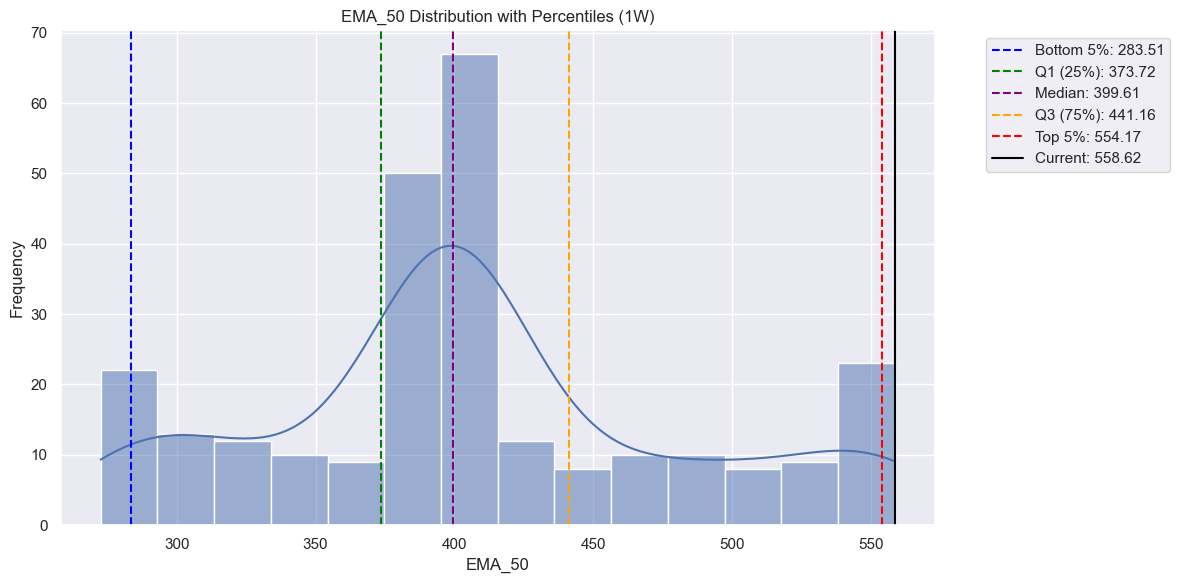 EMA_50 Distribution with Percentiles (1W)
70
60
50
40
30
20
10
0
Frequency
300
350
400
450
500
550
EMA_50
Bottom 5%: 283.51
Q1 (25%): 373.72
Median: 399.61
Q3 (75%): 441.16
Top 5%: 554.17
Current: 558.62